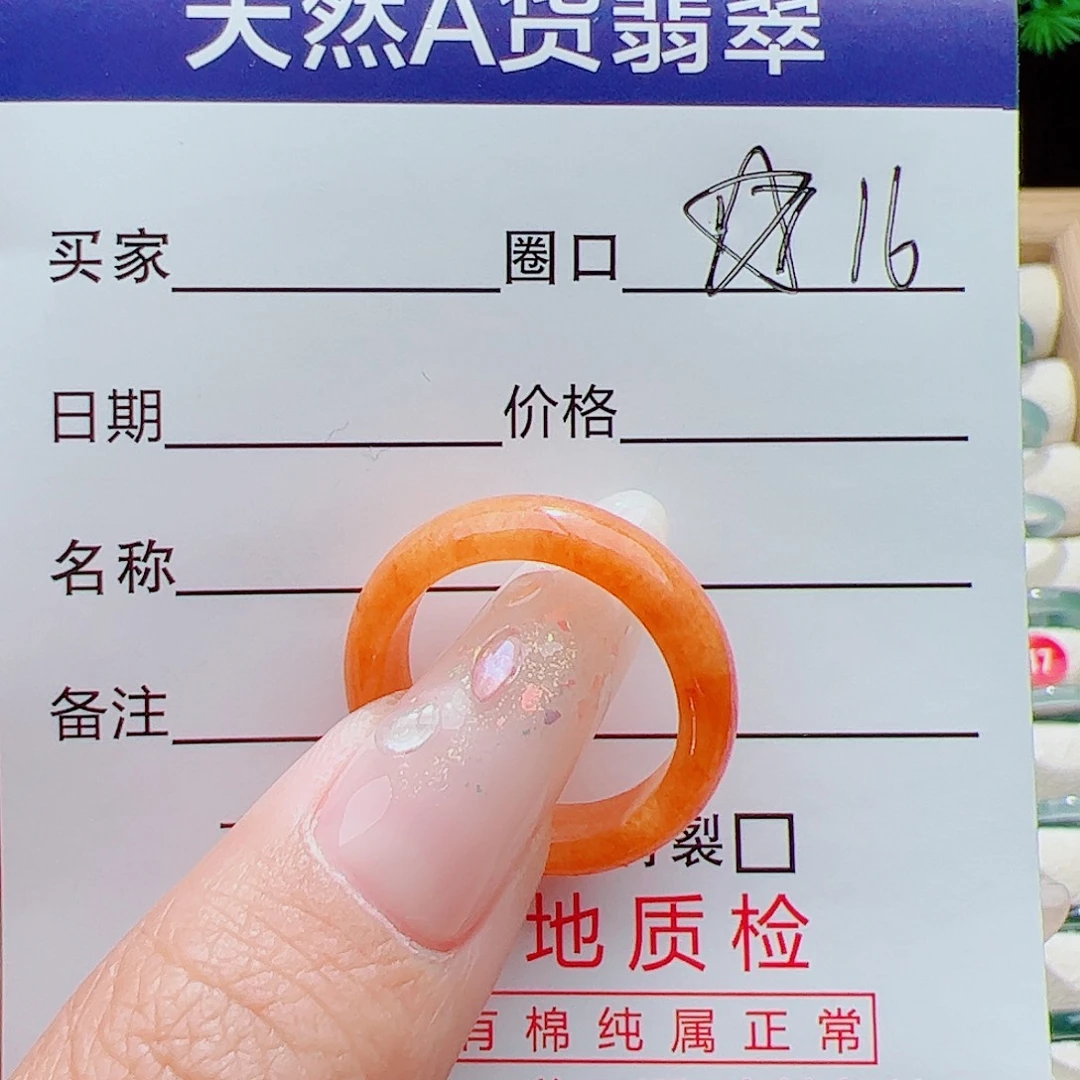 天然A货翡翠
买家 圈口 16
日期 价格
名称
备注
裂
地质检
有棉纯属正常
17